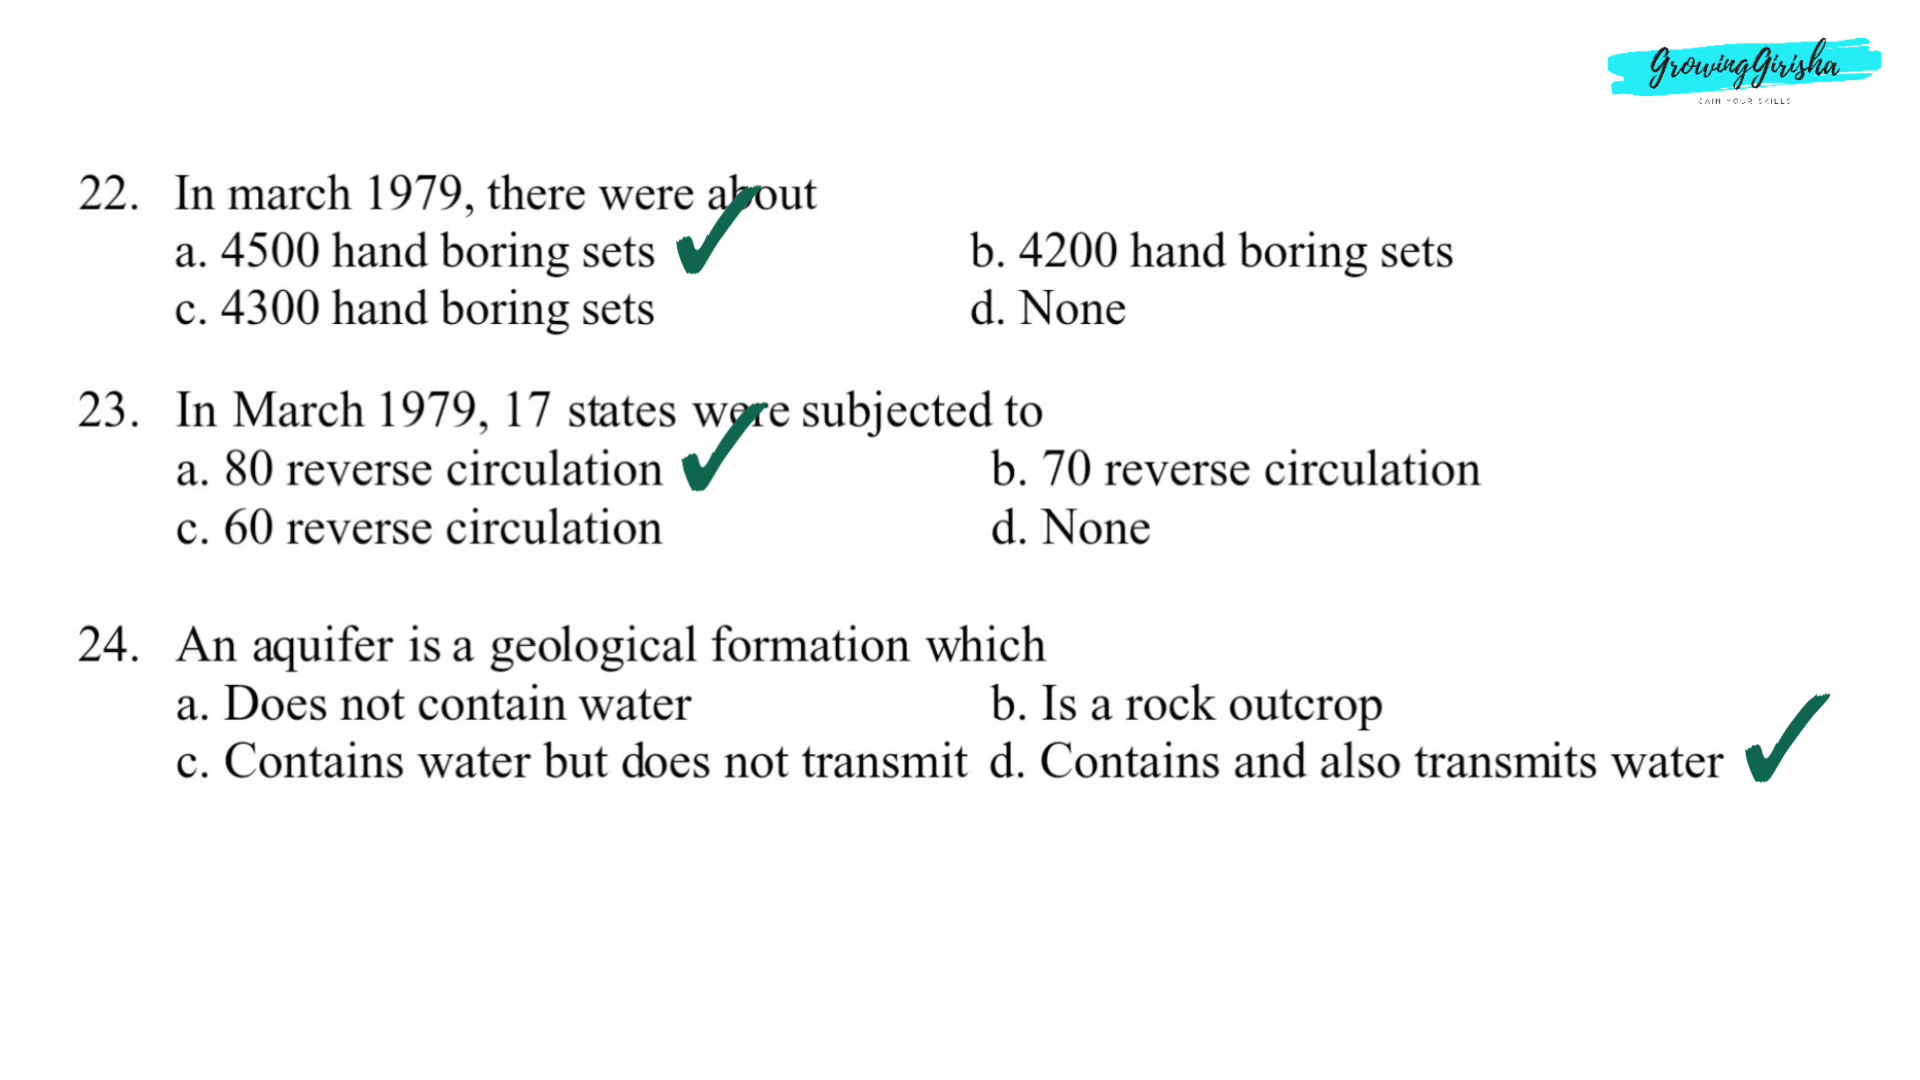 GrowingGirisha
GAIN YOUR SKILLS
22. In march 1979, there were about
a. 4500 hand boring sets b. 4200 hand boring sets
c. 4300 hand boring sets d. None
23. In March 1979, 17 states were subjected to
a. 80 reverse circulation b. 70 reverse circulation
c. 60 reverse circulation d. None
24. An aquifer is a geological formation which
a. Does not contain water b. Is a rock outcrop
c. Contains water but does not transmit d. Contains and also transmits water